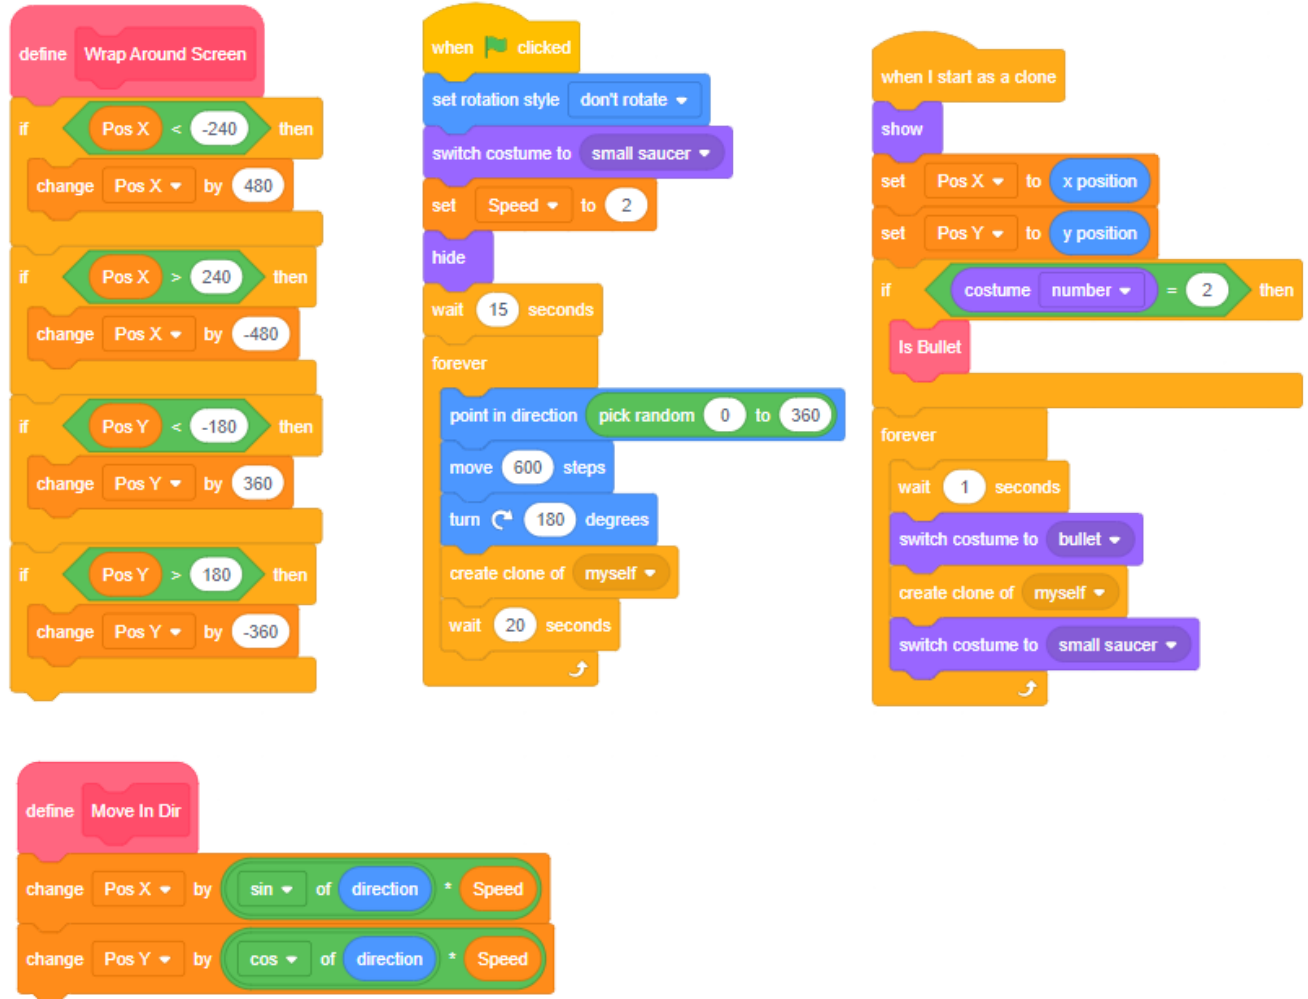 define Wrap Around Screen
if Pos X < -240 then
change Pos X by 480
if Pos X > 240 then
change Pos X by -480
if Pos Y < -180 then
change Pos Y by 360
if Pos Y > 180 then
change Pos Y by -360
when clicked
set rotation style don't rotate
switch costume to small saucer
set Speed to 2
hide
wait 15 seconds
forever
point in direction pick random 0 to 360
move 600 steps
turn 180 degrees
create clone of myself
wait 20 seconds
when I start as a clone
show
set Pos X to x position
set Pos Y to y position
if costume number = 2 then
Is Bullet
forever
wait 1 seconds
switch costume to bullet
create clone of myself
switch costume to small saucer
define Move In Dir
change Pos X by sin of direction * Speed
change Pos Y by cos of direction * Speed